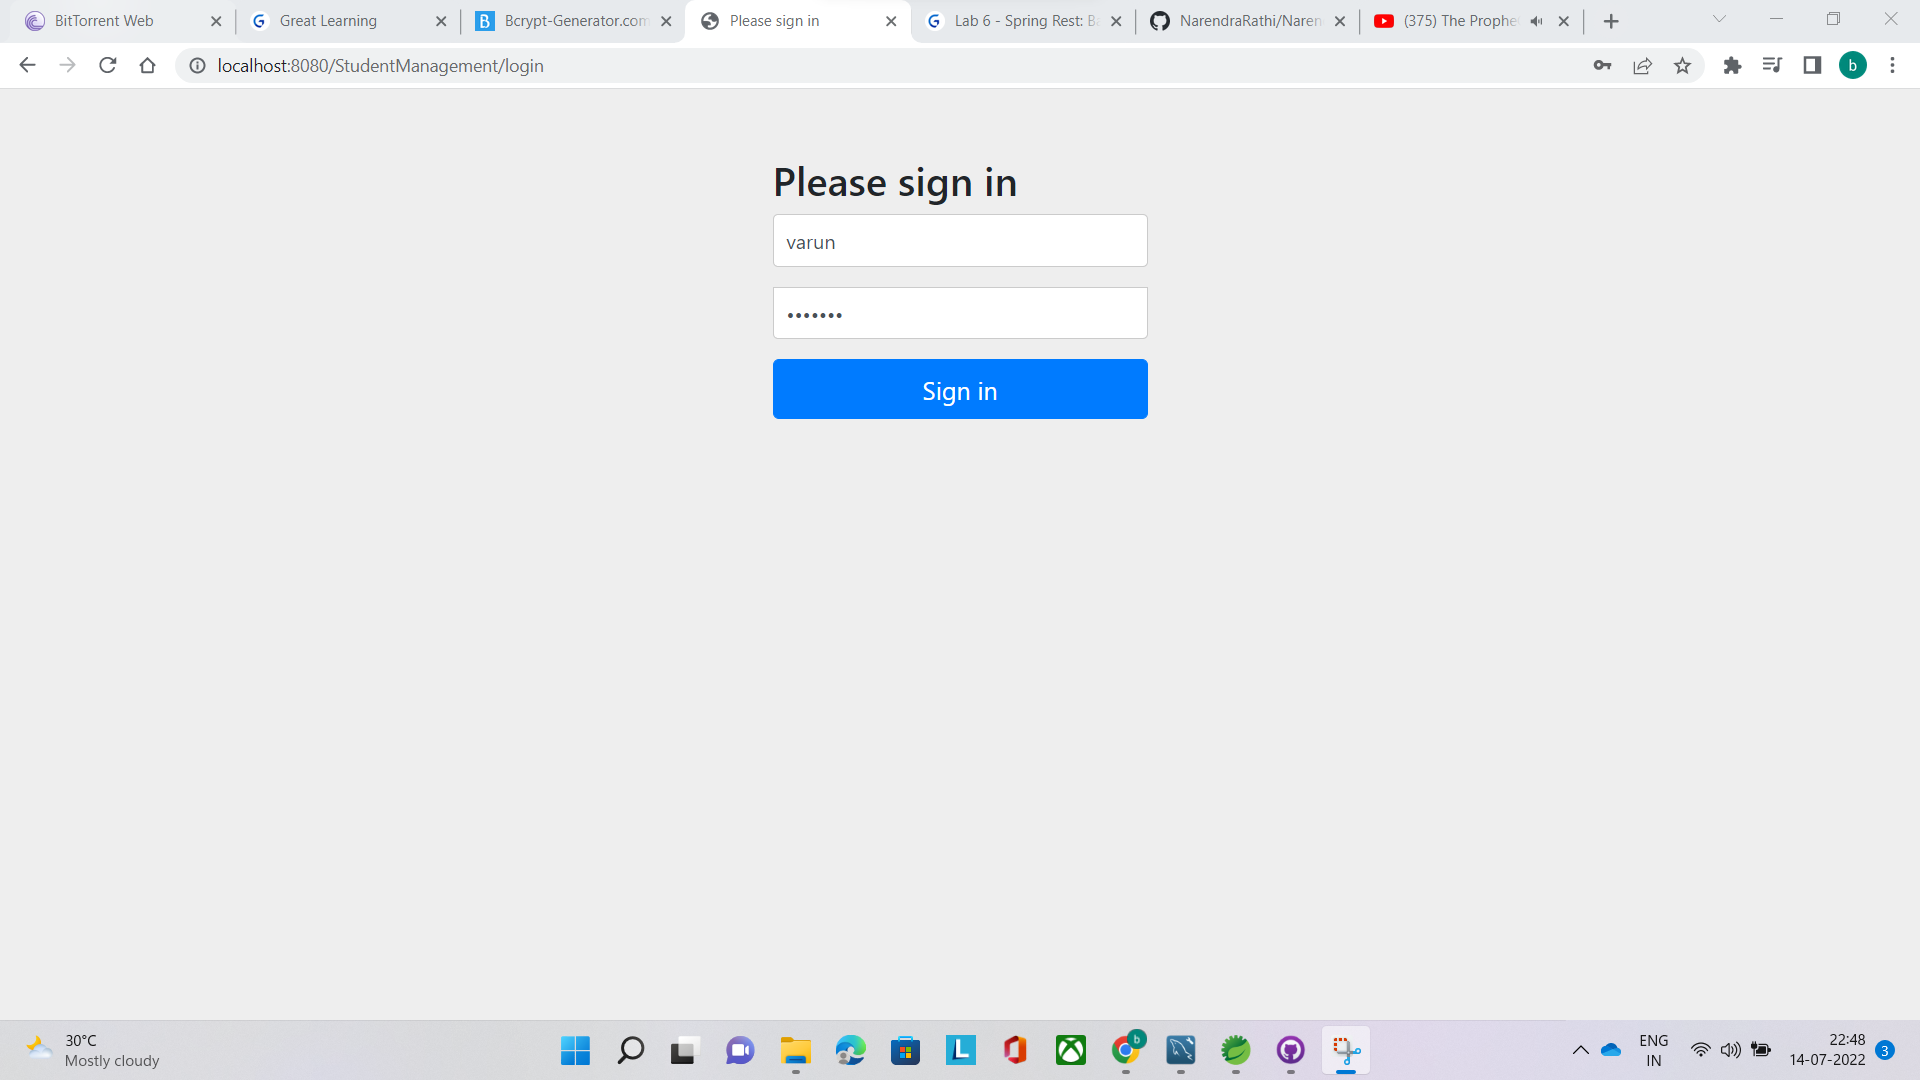 BitTorrent Web
Great Learning
Bcrypt-Generator.com
Please sign in
Lab 6 - Spring Rest: Ba
NarendraRathi/Naren
(375) The Prophe
localhost:8080/StudentManagement/login
b
Please sign in
varun
•••••••
Sign in
30°C
Mostly cloudy
b
ENG
IN
22:48
14-07-2022
3